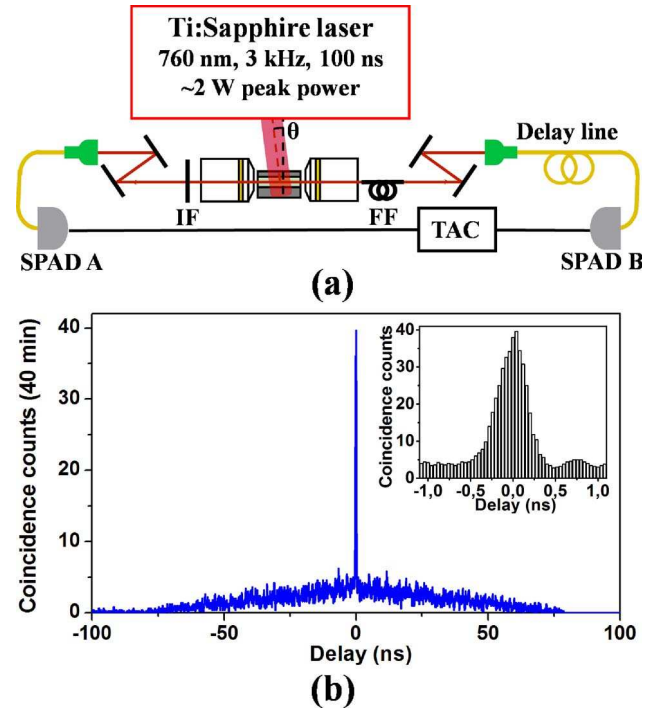 Ti:Sapphire laser
760 nm, 3 kHz, 100 ns
~2 W peak power
θ
Delay line
IF
FF
TAC
SPAD A
SPAD B
(a)
Coincidence counts (40 min)
40
30
20
10
0
-100
-50
0
50
100
Delay (ns)
Coincidence counts
40
30
20
10
0
-1,0
-0,5
0,0
0,5
1,0
Delay (ns)
(b)